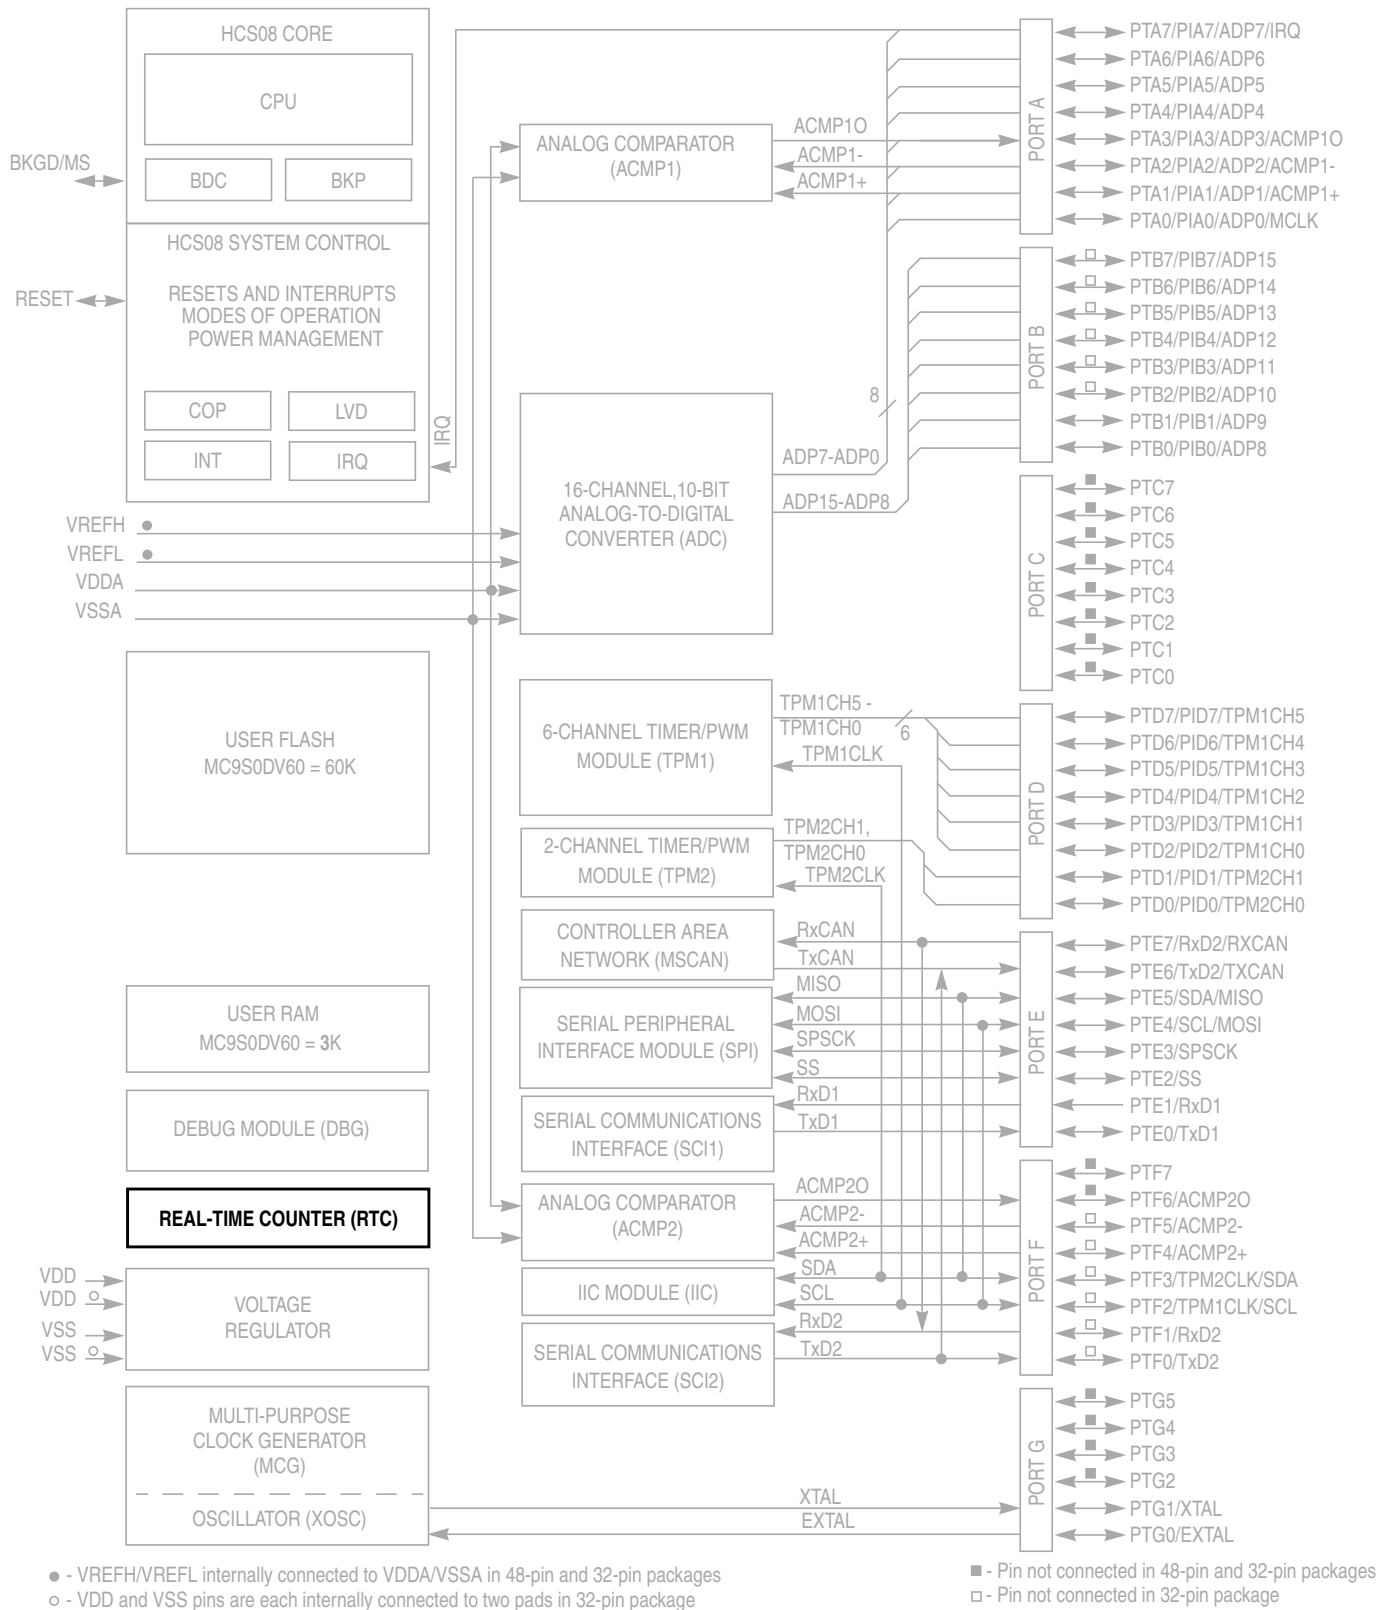 HCS08 CORE
CPU
BDC
BKP
BKGD/MS
HCS08 SYSTEM CONTROL
RESETS AND INTERRUPTS
MODES OF OPERATION
POWER MANAGEMENT
RESET
COP
LVD
INT
IRQ
IRQ
VREFH
VREFL
VDDA
VSSA
USER FLASH
MC9S0DV60 = 60K
USER RAM
MC9S0DV60 = 3K
DEBUG MODULE (DBG)
REAL-TIME COUNTER (RTC)
VDD
VDD
VSS
VSS
VOLTAGE
REGULATOR
MULTI-PURPOSE
CLOCK GENERATOR
(MCG)
OSCILLATOR (XOSC)
ANALOG COMPARATOR
(ACMP1)
ACMP1O
ACMP1-
ACMP1+
16-CHANNEL,10-BIT
ANALOG-TO-DIGITAL
CONVERTER (ADC)
8
ADP7-ADP0
ADP15-ADP8
6-CHANNEL TIMER/PWM
MODULE (TPM1)
TPM1CH5 -
TPM1CH0
6
TPM1CLK
2-CHANNEL TIMER/PWM
MODULE (TPM2)
TPM2CH1,
TPM2CH0
TPM2CLK
CONTROLLER AREA
NETWORK (MSCAN)
RxCAN
TxCAN
SERIAL PERIPHERAL
INTERFACE MODULE (SPI)
MISO
MOSI
SPSCK
SS
SERIAL COMMUNICATIONS
INTERFACE (SCI1)
RxD1
TxD1
ANALOG COMPARATOR
(ACMP2)
ACMP2O
ACMP2-
ACMP2+
IIC MODULE (IIC)
SDA
SCL
SERIAL COMMUNICATIONS
INTERFACE (SCI2)
RxD2
TxD2
XTAL
EXTAL
PORT A
PTA7/PIA7/ADP7/IRQ
PTA6/PIA6/ADP6
PTA5/PIA5/ADP5
PTA4/PIA4/ADP4
PTA3/PIA3/ADP3/ACMP1O
PTA2/PIA2/ADP2/ACMP1-
PTA1/PIA1/ADP1/ACMP1+
PTA0/PIA0/ADP0/MCLK
PORT B
PTB7/PIB7/ADP15
PTB6/PIB6/ADP14
PTB5/PIB5/ADP13
PTB4/PIB4/ADP12
PTB3/PIB3/ADP11
PTB2/PIB2/ADP10
PTB1/PIB1/ADP9
PTB0/PIB0/ADP8
PORT C
PTC7
PTC6
PTC5
PTC4
PTC3
PTC2
PTC1
PTC0
PORT D
PTD7/PID7/TPM1CH5
PTD6/PID6/TPM1CH4
PTD5/PID5/TPM1CH3
PTD4/PID4/TPM1CH2
PTD3/PID3/TPM1CH1
PTD2/PID2/TPM1CH0
PTD1/PID1/TPM2CH1
PTD0/PID0/TPM2CH0
PORT E
PTE7/RxD2/RXCAN
PTE6/TxD2/TXCAN
PTE5/SDA/MISO
PTE4/SCL/MOSI
PTE3/SPSCK
PTE2/SS
PTE1/RxD1
PTE0/TxD1
PORT F
PTF7
PTF6/ACMP2O
PTF5/ACMP2-
PTF4/ACMP2+
PTF3/TPM2CLK/SDA
PTF2/TPM1CLK/SCL
PTF1/RxD2
PTF0/TxD2
PORT G
PTG5
PTG4
PTG3
PTG2
PTG1/XTAL
PTG0/EXTAL
● - VREFH/VREFL internally connected to VDDA/VSSA in 48-pin and 32-pin packages
○ - VDD and VSS pins are each internally connected to two pads in 32-pin package
■ - Pin not connected in 48-pin and 32-pin packages
□ - Pin not connected in 32-pin package